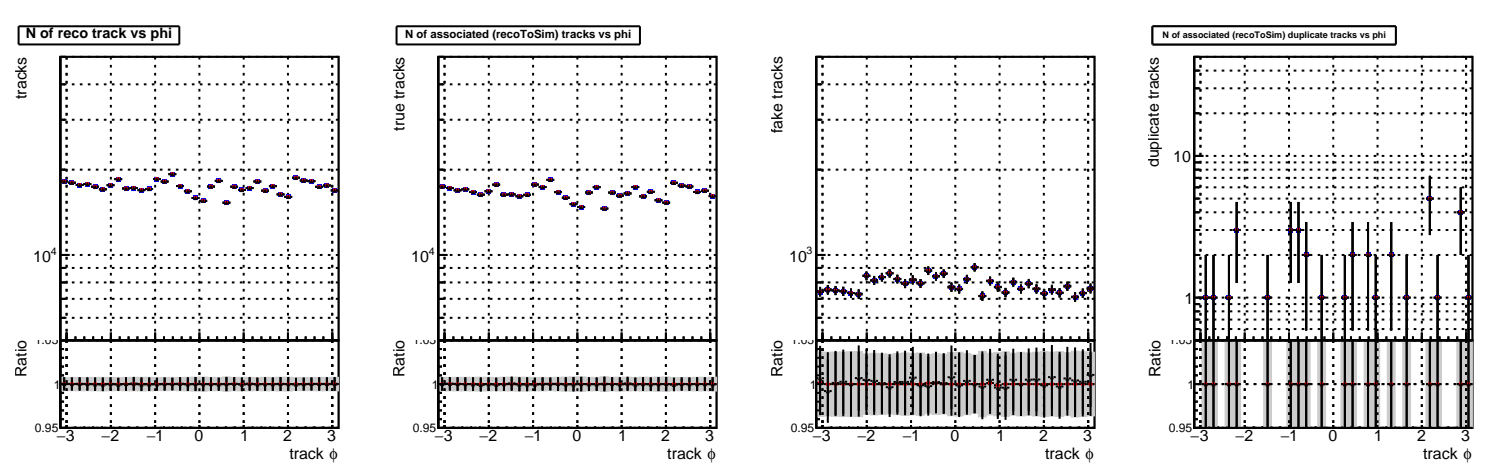 N of reco track vs phi
N of associated (recoToSim) tracks vs phi
N of associated (recoToSim) duplicate tracks vs phi
tracks
10⁴
Ratio
1
0.95
−3 −2 −1 0 1 2 3
track ϕ
true tracks
10⁴
Ratio
1
0.95
−3 −2 −1 0 1 2 3
track ϕ
fake tracks
10³
Ratio
1
0.95
−3 −2 −1 0 1 2 3
track ϕ
duplicate tracks
10
1
Ratio
1
0.95
−3 −2 −1 0 1 2 3
track ϕ